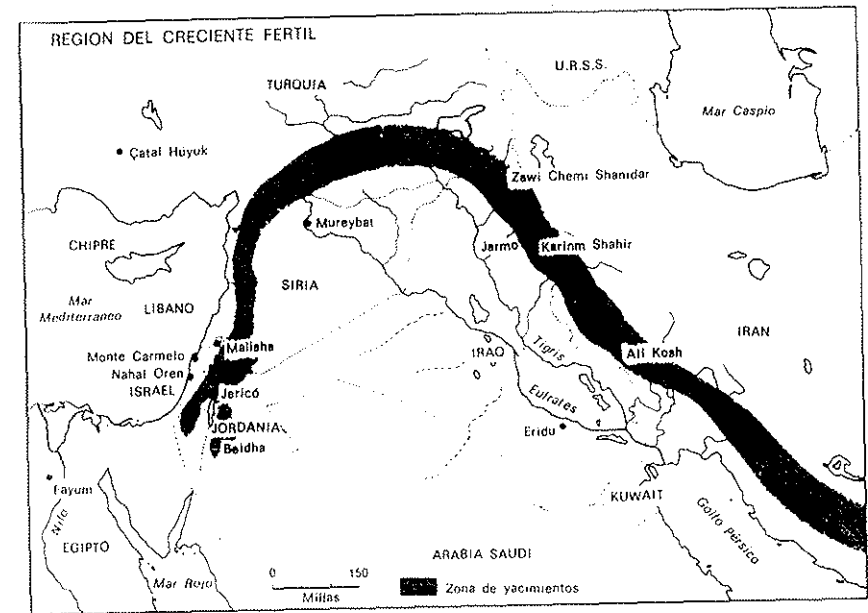 REGION DEL CRECIENTE FERTIL
U.R.S.S.
TURQUIA
Mar Caspio
Çatal Hüyük
Zawi Chemi Shanidar
Mureybat
CHIPRE
Jarmo
Karinm Shahir
SIRIA
Mar
Mediterraneo
LIBANO
IRAN
Mallaha
Monte Carmelo
IRAQ
Tigris
Ali Kosh
Nahal Oren
ISRAEL
Jericó
Eufrates
JORDANIA
Eridu
Beidha
Fayum
KUWAIT
Nilo
Golfo Pérsico
EGIPTO
ARABIA SAUDI
Mar Rojo
0 150
Millas
Zona de yacimientos